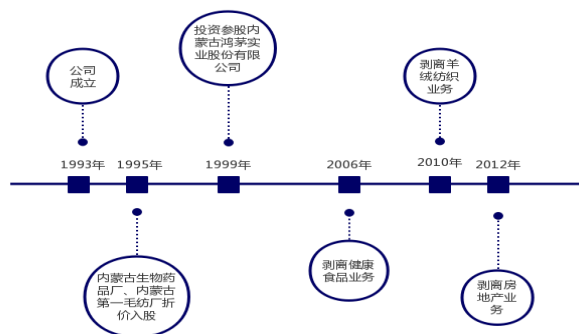 公司
成立
投资参股内
蒙古鸿茅实
业股份有限
公司
剥离羊
绒纺织
业务
1993年
1995年
1999年
2006年
2010年
2012年
内蒙古生物药
品厂、内蒙古
第一毛纺厂折
价入股
剥离健康
食品业务
剥离房
地产业
务